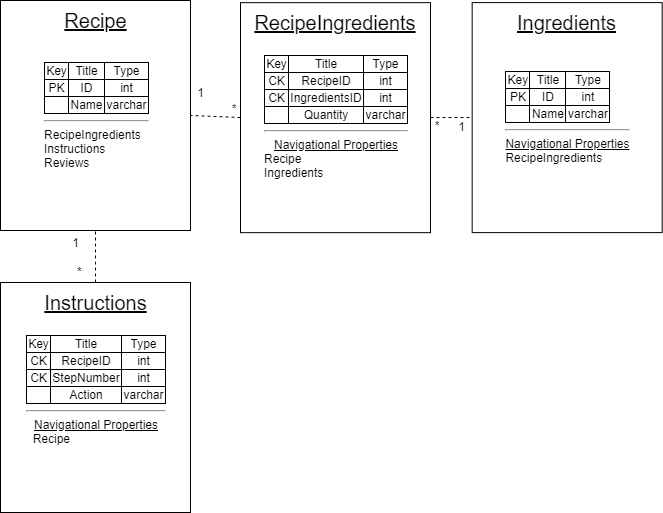 Recipe
Key Title Type
PK ID int
Name varchar
RecipeIngredients
Instructions
Reviews
1
*
RecipeIngredients
Key Title Type
CK RecipeID int
CK IngredientsID int
Quantity varchar
Navigational Properties
Recipe
Ingredients
*
1
Ingredients
Key Title Type
PK ID int
Name varchar
Navigational Properties
RecipeIngredients
1
*
Instructions
Key Title Type
CK RecipeID int
CK StepNumber int
Action varchar
Navigational Properties
Recipe